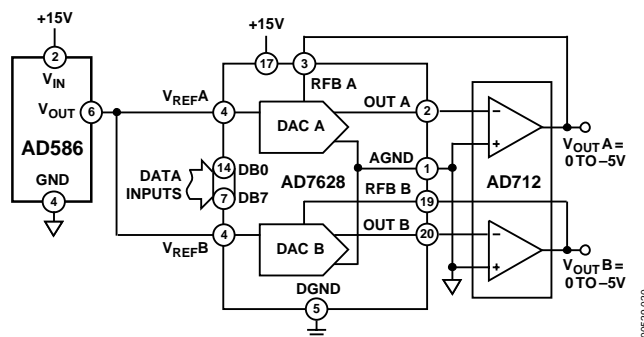 +15V
2
VIN
VOUT
6
AD586
GND
4
+15V
17
3
RFB A
VREFA
4
DAC A
OUT A
2
14
DB0
DATA
INPUTS
7
DB7
AD7628
AGND
1
RFB B
19
VREFB
4
DAC B
OUT B
20
DGND
5
–
+
AD712
–
+
VOUTA =
0 TO –5V
VOUTB =
0 TO –5V